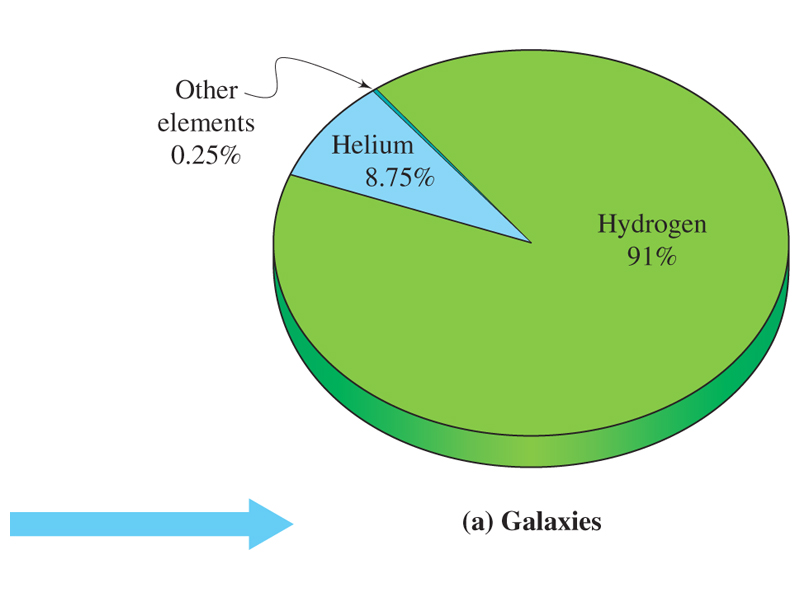 Other
elements
0.25%
Helium
8.75%
Hydrogen
91%
(a) Galaxies